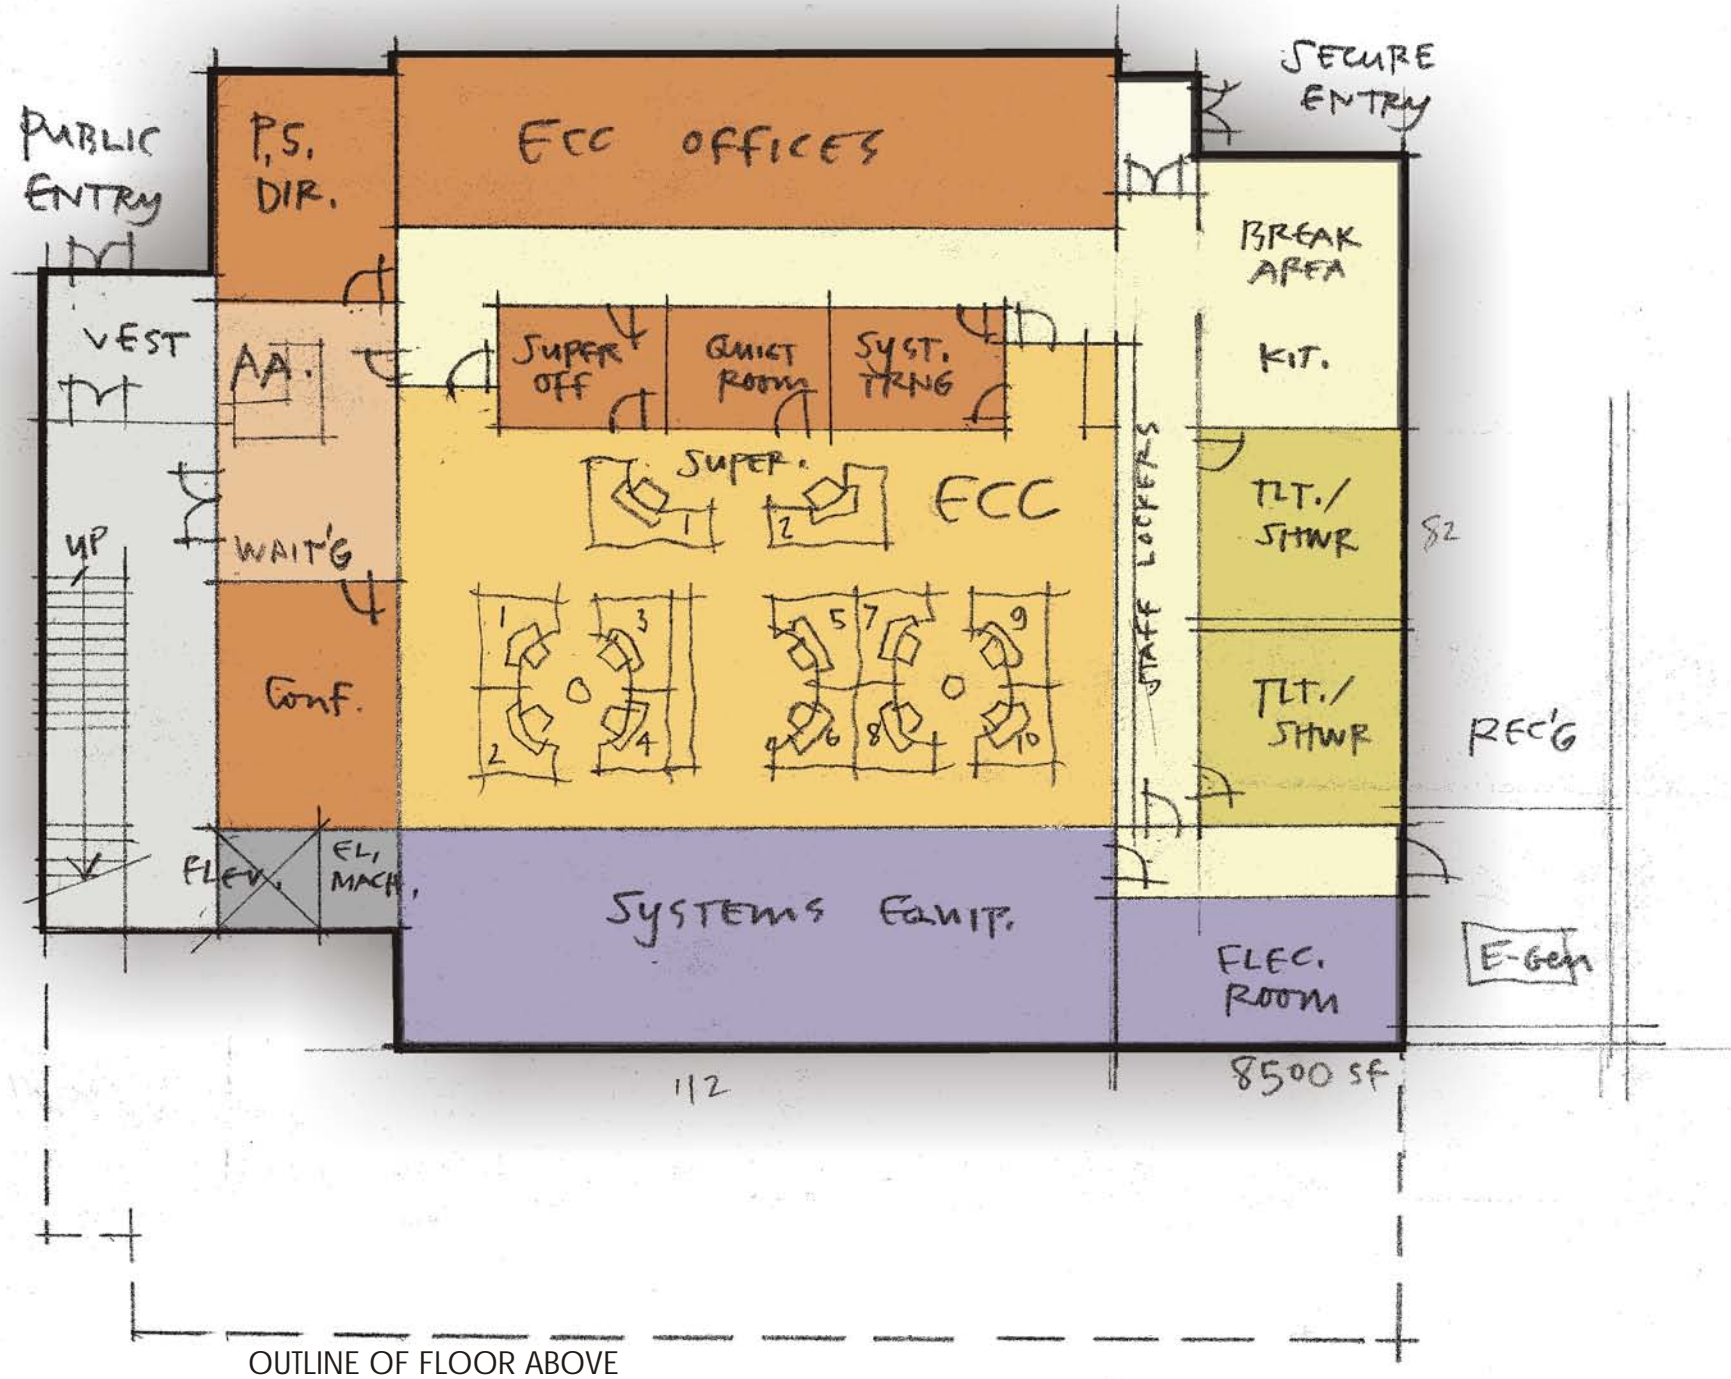 SECURE
ENTRY
PUBLIC
ENTRY
P.S.
DIR.
ECC OFFICES
BREAK
AREA
KIT.
VEST
AA.
SUPER
OFF
QUIET
ROOM
SYST.
TRNG
SUPER.
1
2
ECC
STAFF LOCKERS
TLT./
SHWR
82
UP
WAIT'G
1
3
5
7
9
2
4
6
8
10
CONF.
TLT./
SHWR
REC'G
ELEV.
EL.
MACH.
SYSTEMS EQUIP.
ELEC.
ROOM
E-GEN
112
8500 SF
OUTLINE OF FLOOR ABOVE